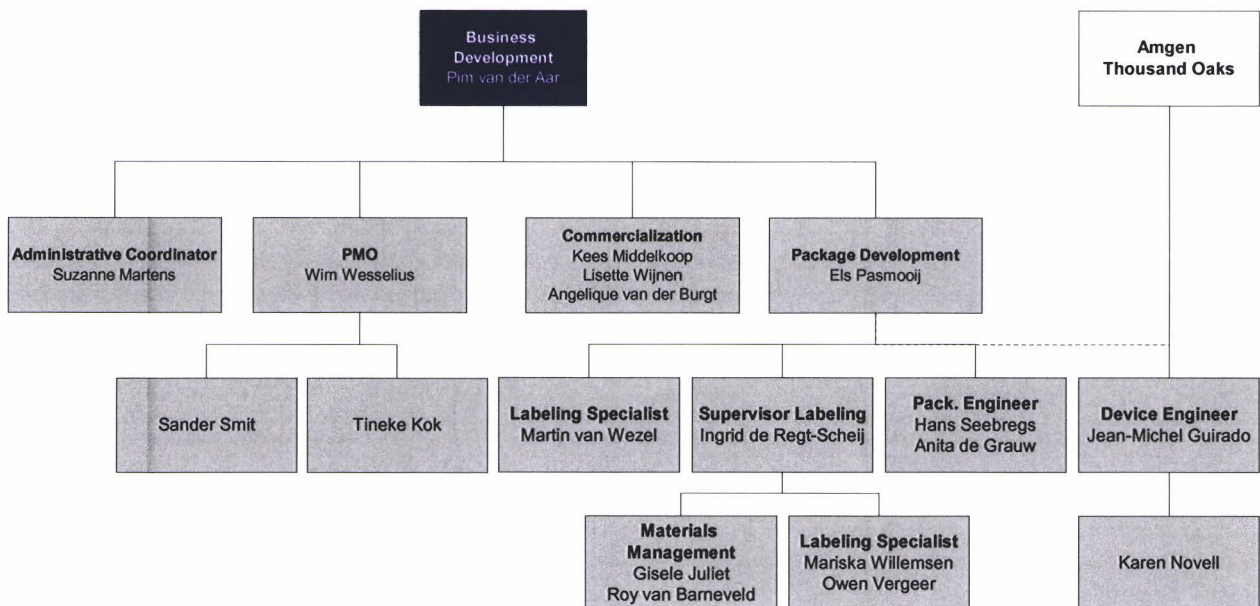 Business
Development
Pim van der Aar
Amgen
Thousand Oaks
Administrative Coordinator
Suzanne Martens
PMO
Wim Wesselius
Commercialization
Kees Middelkoop
Lisette Wijnen
Angelique van der Burgt
Package Development
Els Pasmooij
Sander Smit
Tineke Kok
Labeling Specialist
Martin van Wezel
Supervisor Labeling
Ingrid de Regt-Scheij
Pack. Engineer
Hans Seebregs
Anita de Grauw
Device Engineer
Jean-Michel Guirado
Materials
Management
Gisele Juliet
Roy van Barneveld
Labeling Specialist
Mariska Willemsen
Owen Vergeer
Karen Novell